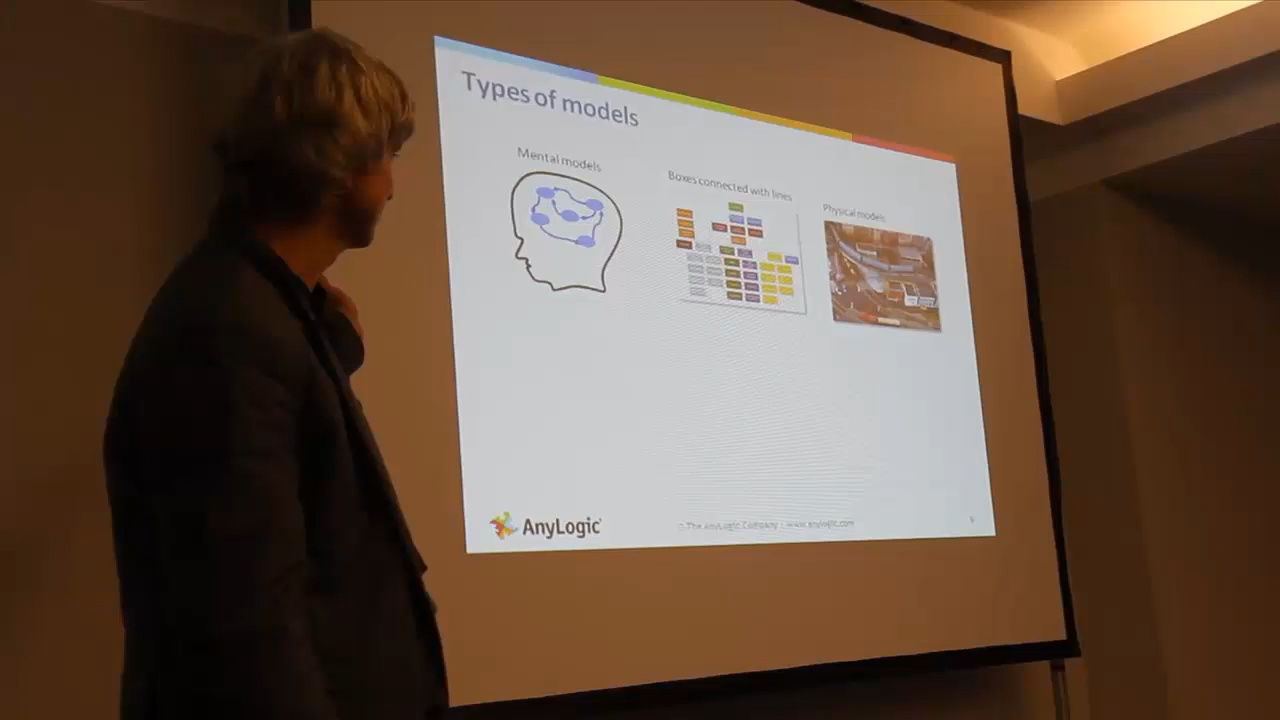 Types of models
Mental models
Boxes connected with lines
Physical models
AnyLogic
© The AnyLogic Company | www.anylogic.com